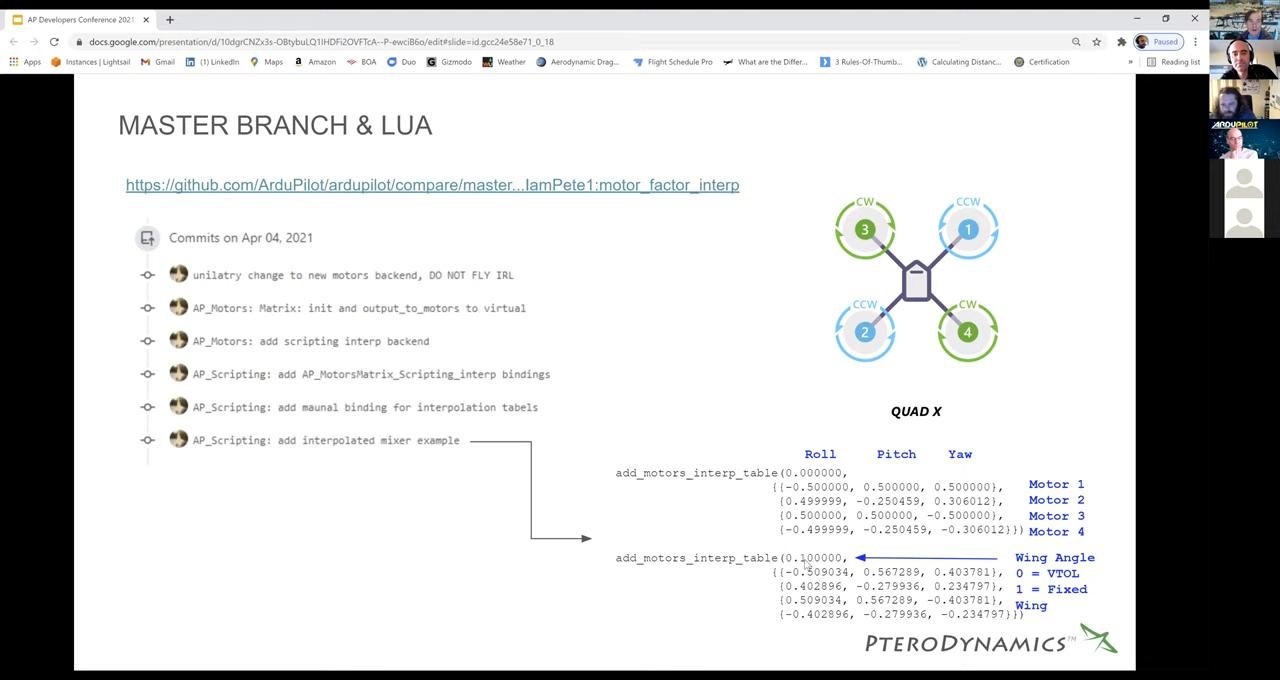 AP Developers Conference 2021
docs.google.com/presentation/d/10dgrCNZx3s-OBtybuLQ1IHDFi2OVFTcA--P-ewciB6o/edit#slide=id.gcc24e58e71_0_18
Paused
Apps
Instances | Lightsail
Gmail
(1) LinkedIn
Maps
Amazon
BOA
Duo
Gizmodo
Weather
Aerodynamic Drag...
Flight Schedule Pro
What are the Differ...
3 Rules-Of-Thumb...
Calculating Distanc...
Certification
»
Reading list
ARDUPILOT
MASTER BRANCH & LUA
https://github.com/ArduPilot/ardupilot/compare/master...IamPete1:motor_factor_interp
Commits on Apr 04, 2021
unilatry change to new motors backend, DO NOT FLY IRL
AP_Motors: Matrix: init and output_to_motors to virtual
AP_Motors: add scripting interp backend
AP_Scripting: add AP_MotorsMatrix_Scripting_interp bindings
AP_Scripting: add maunal binding for interpolation tabels
AP_Scripting: add interpolated mixer example
CW
CCW
3
1
CCW
CW
2
4
QUAD X
Roll Pitch Yaw
add_motors_interp_table(0.000000,
{{-0.500000, 0.500000, 0.500000}, Motor 1
{0.499999, -0.250459, 0.306012}, Motor 2
{0.500000, 0.500000, -0.500000}, Motor 3
{-0.499999, -0.250459, -0.306012}}) Motor 4
add_motors_interp_table(0.100000, Wing Angle
{{-0.509034, 0.567289, 0.403781}, 0 = VTOL
{0.402896, -0.279936, 0.234797}, 1 = Fixed
{0.509034, 0.567289, -0.403781}, Wing
{-0.402896, -0.279936, -0.234797}})
PTERODYNAMICS™